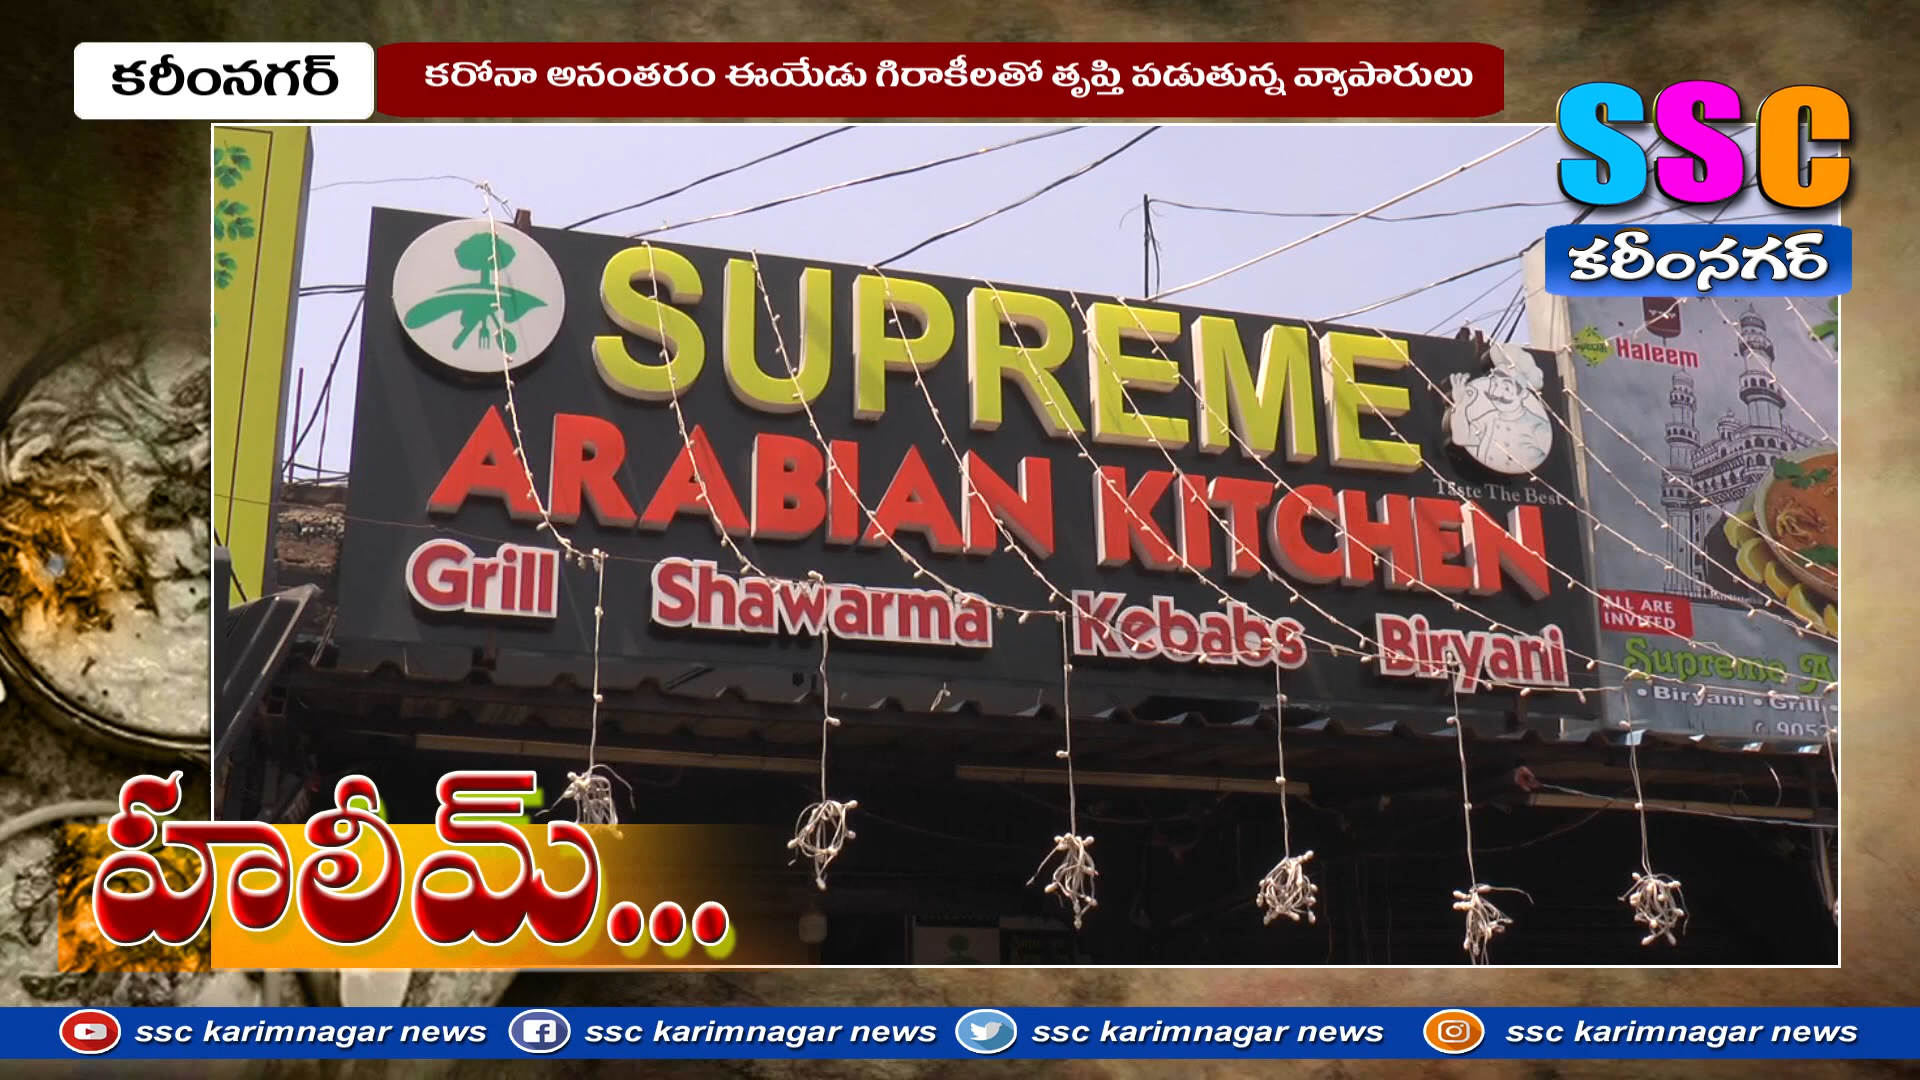 కరీంనగర్
కరోనా అనంతరం ఈయేడు గిరాకీలతో తృప్తి పడుతున్న వ్యాపారులు
SSC
కరీంనగర్
SUPREME
ARABIAN KITCHEN
Taste The Best
Grill Shawarma Kebabs Biryani
Haleem
ALL ARE
INVITED
Supreme A
• Biryani • Grill •
905
హలీమ్...
ssc karimnagar news
ssc karimnagar news
ssc karimnagar news
ssc karimnagar news